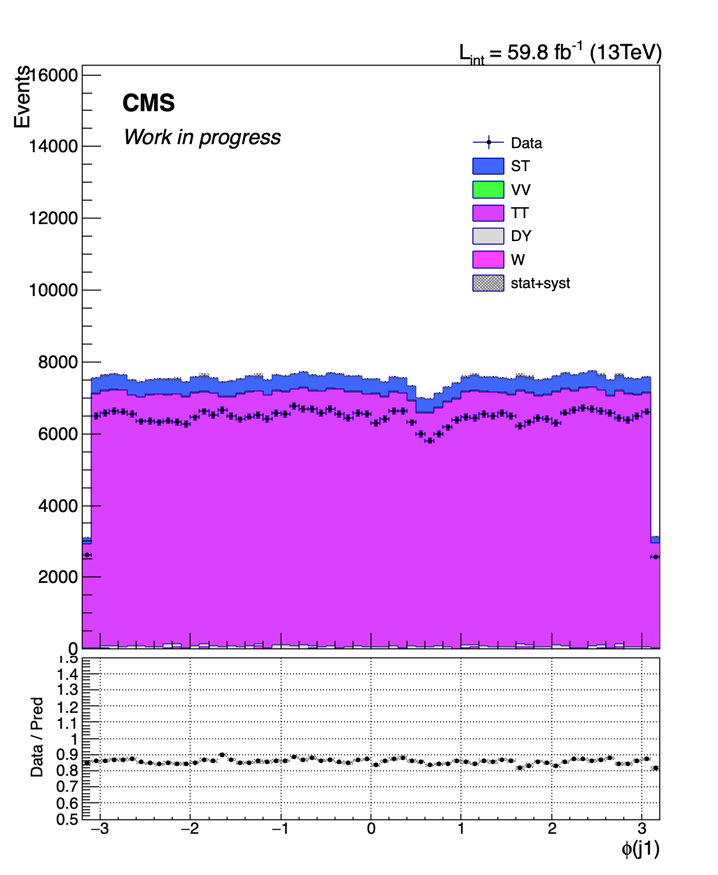 L_int = 59.8 fb⁻¹ (13TeV)
Events
16000
CMS
Work in progress
14000
Data
ST
VV
12000
TT
DY
W
10000
stat+syst
8000
6000
4000
2000
0
1.5
1.4
1.3
1.2
1.1
1
0.9
0.8
0.7
0.6
0.5
Data / Pred
−3 −2 −1 0 1 2 3
ϕ(j1)